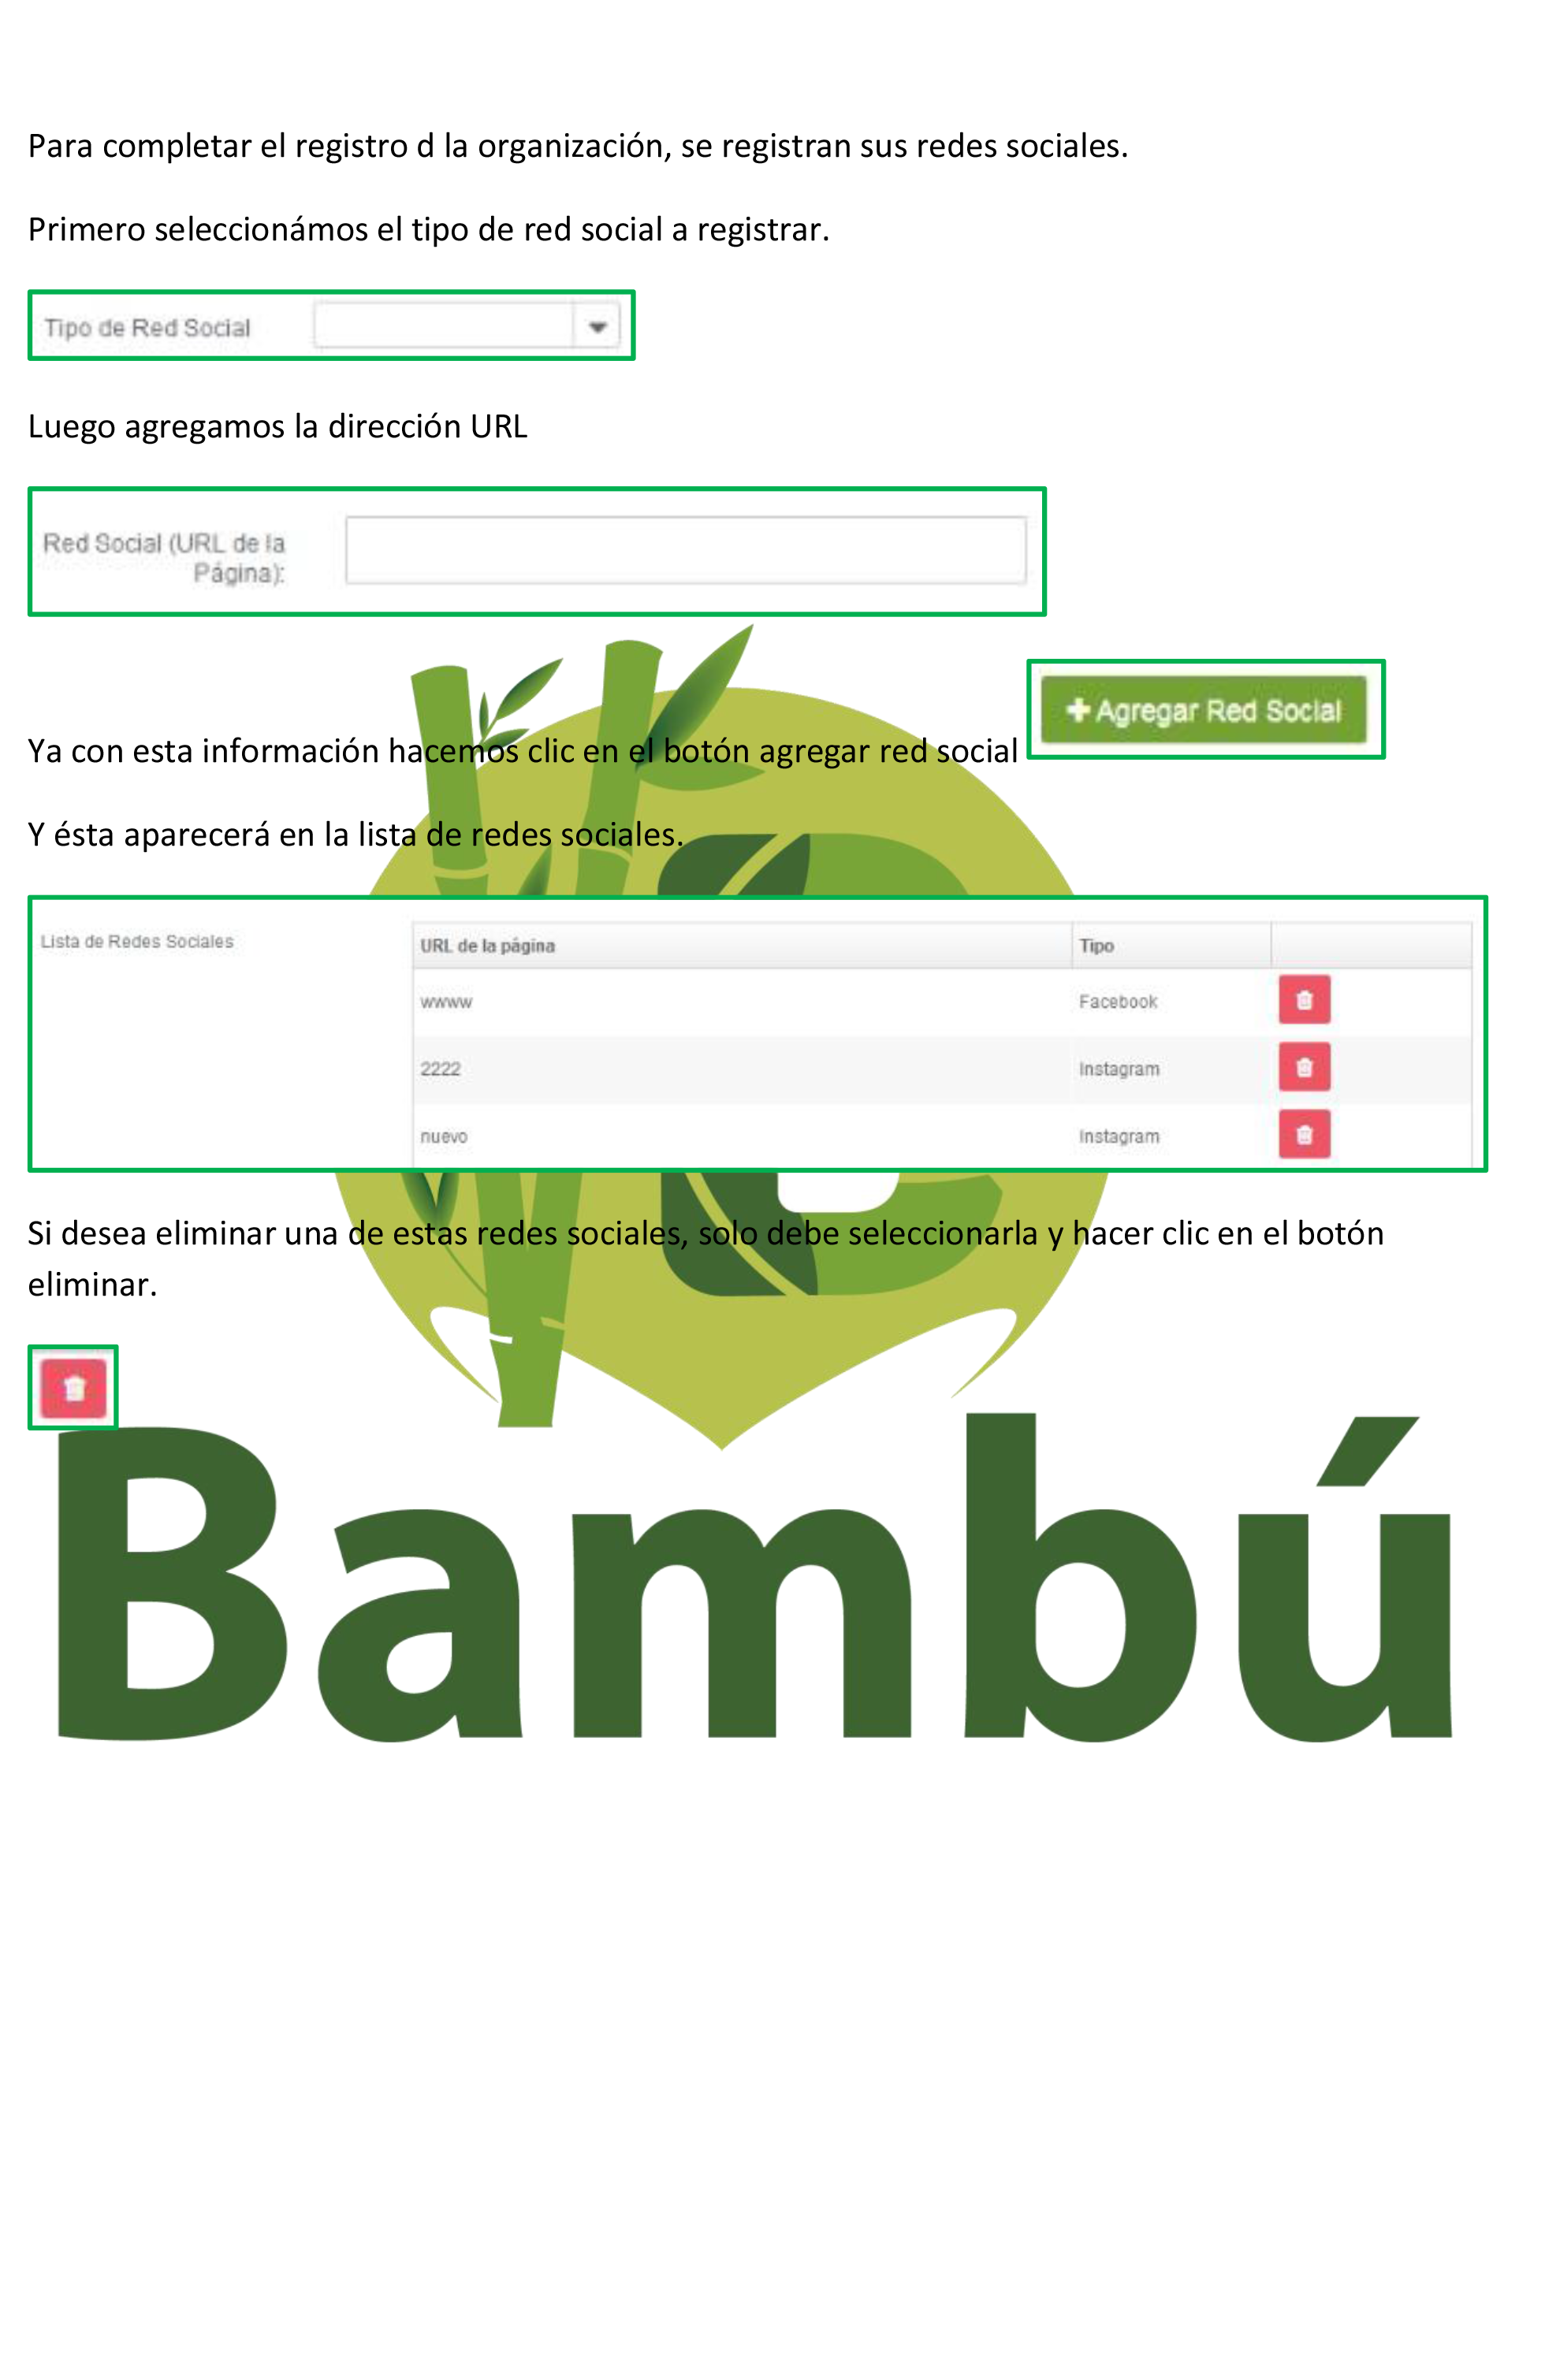 Para completar el registro d la organización, se registran sus redes sociales.
Primero seleccionámos el tipo de red social a registrar.
Tipo de Red Social
Luego agregamos la dirección URL
Red Social (URL de la
Página):
Ya con esta información hacemos clic en el botón agregar red social
+ Agregar Red Social
Y ésta aparecerá en la lista de redes sociales.
Lista de Redes Sociales URL de la página Tipo
wwww Facebook
2222 Instagram
nuevo Instagram
Si desea eliminar una de estas redes sociales, solo debe seleccionarla y hacer clic en el botón
eliminar.
Bambú